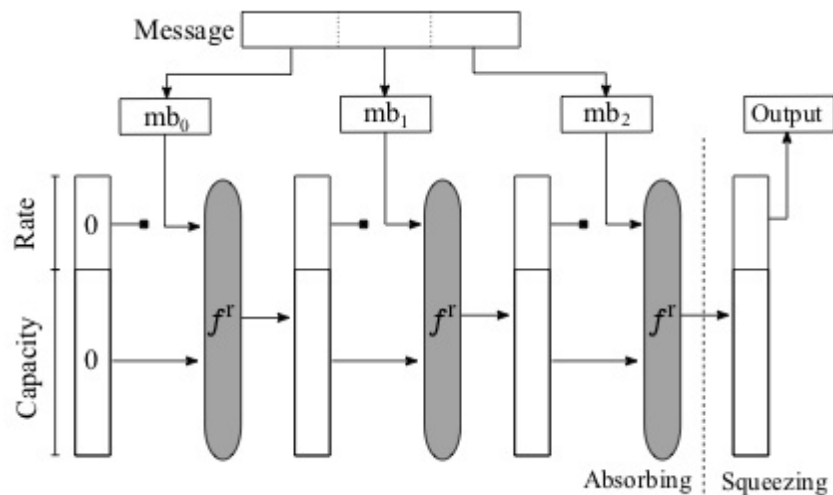 Message
mb₀
mb₁
mb₂
Output
Rate
0
Capacity
0
fʳ
fʳ
fʳ
Absorbing
Squeezing